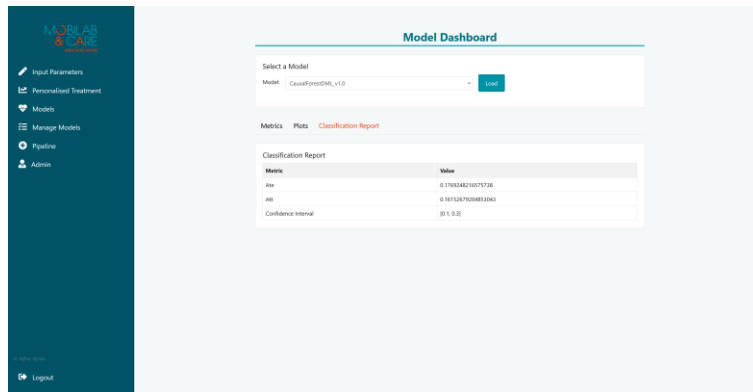 MOBILAB
& CARE
Model Dashboard
Select a Model
Model:
CausalForestDML_v1.0
Load
Input Parameters
Personalised Treatment
Models
Manage Models
Pipeline
Admin
Metrics Plots Classification Report
Classification Report
Metric Value
Ate 0.1769248216575738
Att 0.16152679204853043
Confidence Interval [0.1, 0.3]
Logout